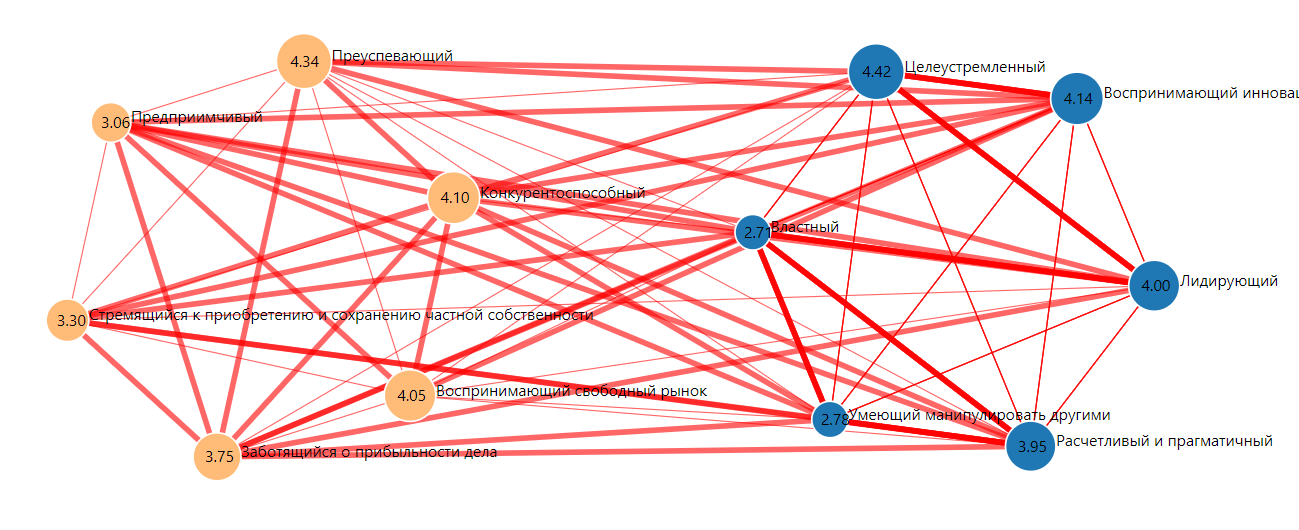 4.34 Преуспевающий
4.42 Целеустремленный
4.14 Воспринимающий инновац
3.06 Предприимчивый
4.10 Конкурентоспособный
2.71 Властный
4.00 Лидирующий
3.30 Стремящийся к приобретению и сохранению частной собственности
4.05 Воспринимающий свободный рынок
2.78 Умеющий манипулировать другими
3.95 Расчетливый и прагматичный
3.75 Заботящийся о прибыльности дела